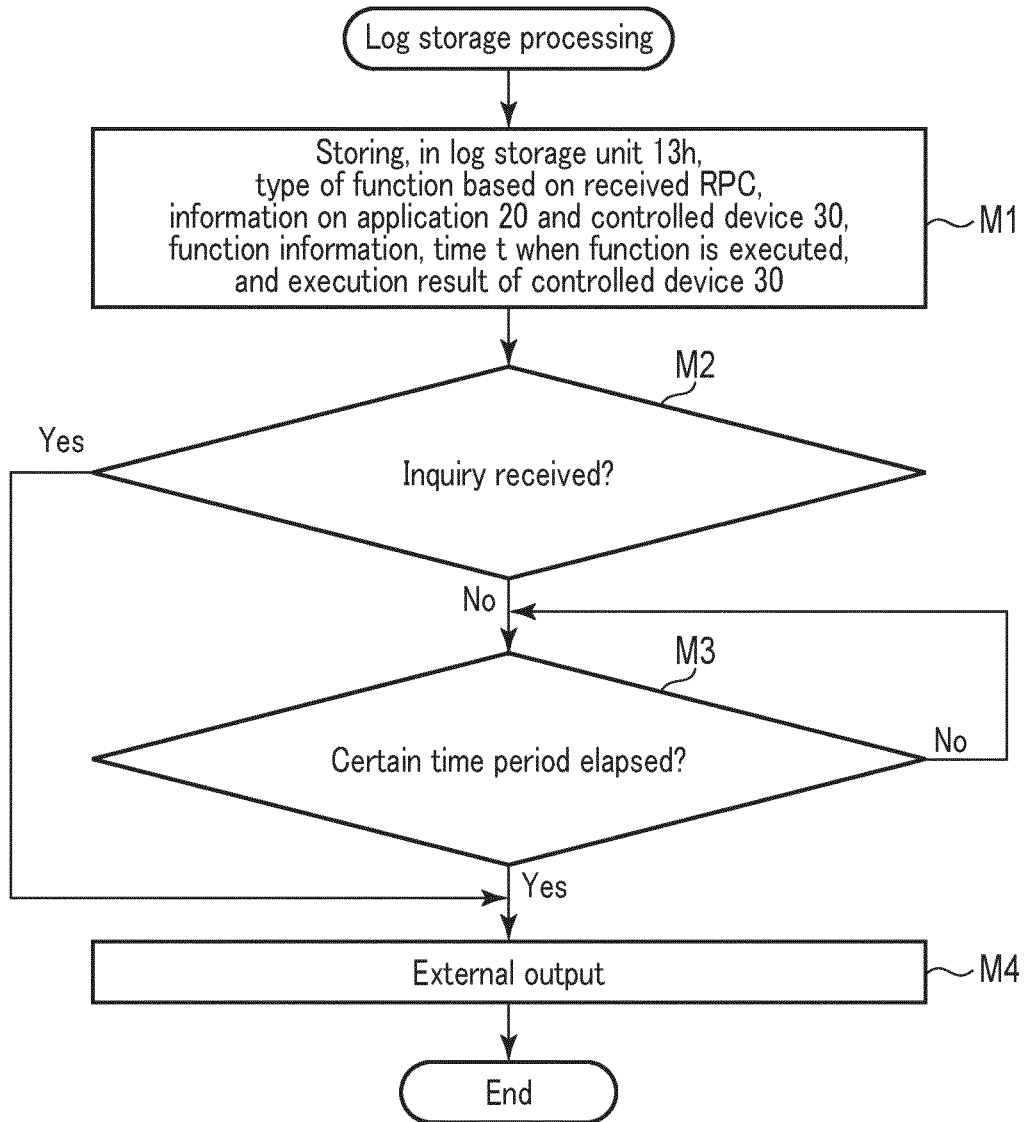 Log storage processing
Storing, in log storage unit 13h,
type of function based on received RPC,
information on application 20 and controlled device 30,
function information, time t when function is executed,
and execution result of controlled device 30
M1
M2
Yes
Inquiry received?
No
M3
Certain time period elapsed?
No
Yes
External output
M4
End